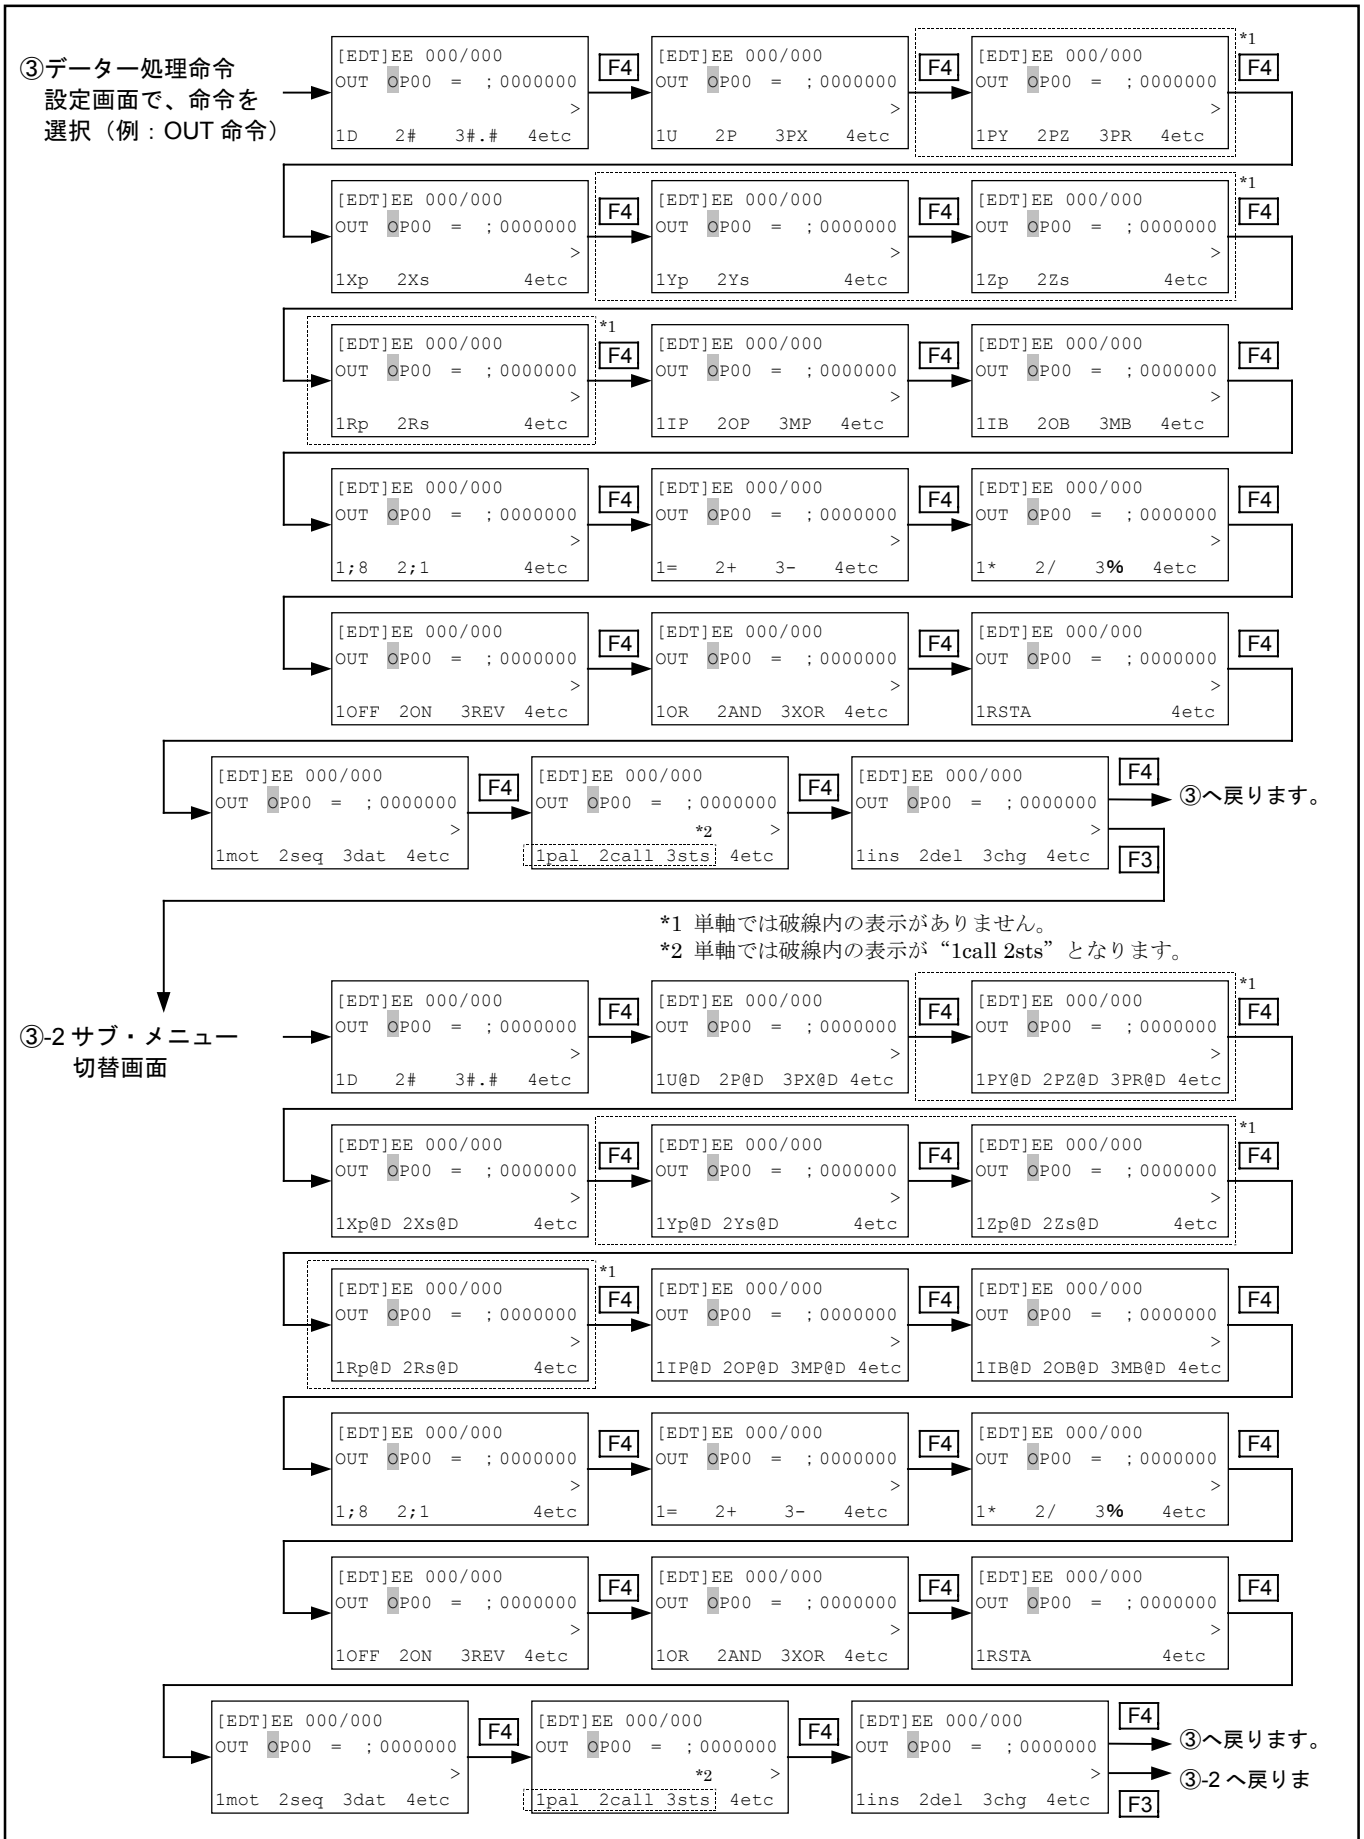 ③データー処理命令
設定画面で、命令を
選択（例：OUT 命令）
[EDT]EE 000/000
OUT OP00 = ;0000000
>
1D 2# 3#.# 4etc
F4
[EDT]EE 000/000
OUT OP00 = ;0000000
>
1U 2P 3PX 4etc
F4
[EDT]EE 000/000
OUT OP00 = ;0000000
>
1PY 2PZ 3PR 4etc
*1
F4
[EDT]EE 000/000
OUT OP00 = ;0000000
>
1Xp 2Xs 4etc
F4
[EDT]EE 000/000
OUT OP00 = ;0000000
>
1Yp 2Ys 4etc
F4
[EDT]EE 000/000
OUT OP00 = ;0000000
>
1Zp 2Zs 4etc
*1
F4
[EDT]EE 000/000
OUT OP00 = ;0000000
>
1Rp 2Rs 4etc
*1
F4
[EDT]EE 000/000
OUT OP00 = ;0000000
>
1IP 2OP 3MP 4etc
F4
[EDT]EE 000/000
OUT OP00 = ;0000000
>
1IB 2OB 3MB 4etc
F4
[EDT]EE 000/000
OUT OP00 = ;0000000
>
1;8 2;1 4etc
F4
[EDT]EE 000/000
OUT OP00 = ;0000000
>
1= 2+ 3- 4etc
F4
[EDT]EE 000/000
OUT OP00 = ;0000000
>
1* 2/ 3% 4etc
F4
[EDT]EE 000/000
OUT OP00 = ;0000000
>
1OFF 2ON 3REV 4etc
F4
[EDT]EE 000/000
OUT OP00 = ;0000000
>
1OR 2AND 3XOR 4etc
F4
[EDT]EE 000/000
OUT OP00 = ;0000000
>
1RSTA 4etc
F4
[EDT]EE 000/000
OUT OP00 = ;0000000
>
1mot 2seq 3dat 4etc
F4
[EDT]EE 000/000
OUT OP00 = ;0000000
*2 >
1pal 2call 3sts 4etc
F4
[EDT]EE 000/000
OUT OP00 = ;0000000
>
1ins 2del 3chg 4etc
F4
③へ戻ります。
F3
*1 単軸では破線内の表示がありません。
*2 単軸では破線内の表示が“1call 2sts”となります。
③-2 サブ・メニュー
切替画面
[EDT]EE 000/000
OUT OP00 = ;0000000
>
1D 2# 3#.# 4etc
F4
[EDT]EE 000/000
OUT OP00 = ;0000000
>
1U@D 2P@D 3PX@D 4etc
F4
[EDT]EE 000/000
OUT OP00 = ;0000000
>
1PY@D 2PZ@D 3PR@D 4etc
*1
F4
[EDT]EE 000/000
OUT OP00 = ;0000000
>
1Xp@D 2Xs@D 4etc
F4
[EDT]EE 000/000
OUT OP00 = ;0000000
>
1Yp@D 2Ys@D 4etc
F4
[EDT]EE 000/000
OUT OP00 = ;0000000
>
1Zp@D 2Zs@D 4etc
*1
F4
[EDT]EE 000/000
OUT OP00 = ;0000000
>
1Rp@D 2Rs@D 4etc
*1
F4
[EDT]EE 000/000
OUT OP00 = ;0000000
>
1IP@D 2OP@D 3MP@D 4etc
F4
[EDT]EE 000/000
OUT OP00 = ;0000000
>
1IB@D 2OB@D 3MB@D 4etc
F4
[EDT]EE 000/000
OUT OP00 = ;0000000
>
1;8 2;1 4etc
F4
[EDT]EE 000/000
OUT OP00 = ;0000000
>
1= 2+ 3- 4etc
F4
[EDT]EE 000/000
OUT OP00 = ;0000000
>
1* 2/ 3% 4etc
F4
[EDT]EE 000/000
OUT OP00 = ;0000000
>
1OFF 2ON 3REV 4etc
F4
[EDT]EE 000/000
OUT OP00 = ;0000000
>
1OR 2AND 3XOR 4etc
F4
[EDT]EE 000/000
OUT OP00 = ;0000000
>
1RSTA 4etc
F4
[EDT]EE 000/000
OUT OP00 = ;0000000
>
1mot 2seq 3dat 4etc
F4
[EDT]EE 000/000
OUT OP00 = ;0000000
*2 >
1pal 2call 3sts 4etc
F4
[EDT]EE 000/000
OUT OP00 = ;0000000
>
1ins 2del 3chg 4etc
F4
③へ戻ります。
③-2 へ戻りま
F3